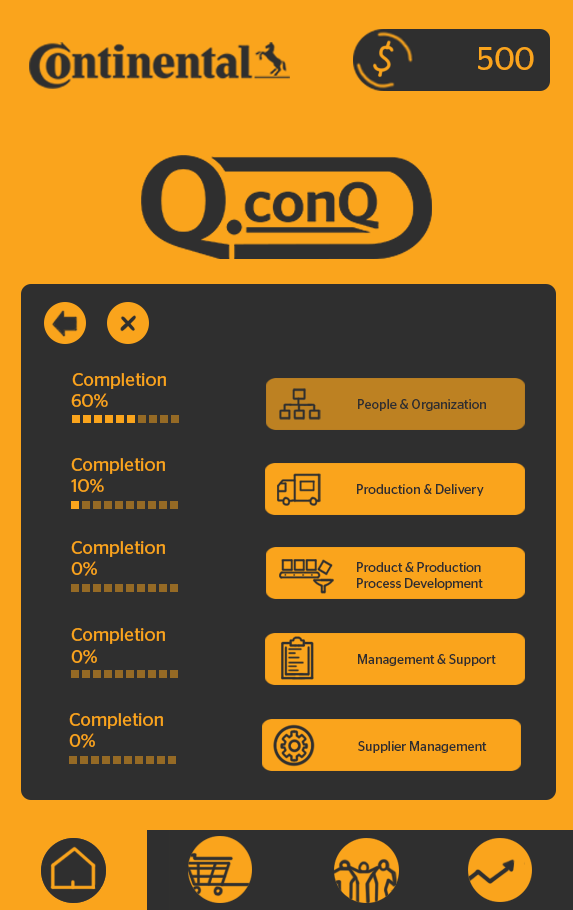 Continental
$ 500
Q.conQ
Completion
60%
People & Organization
Completion
10%
Production & Delivery
Completion
0%
Product & Production
Process Development
Completion
0%
Management & Support
Completion
0%
Supplier Management